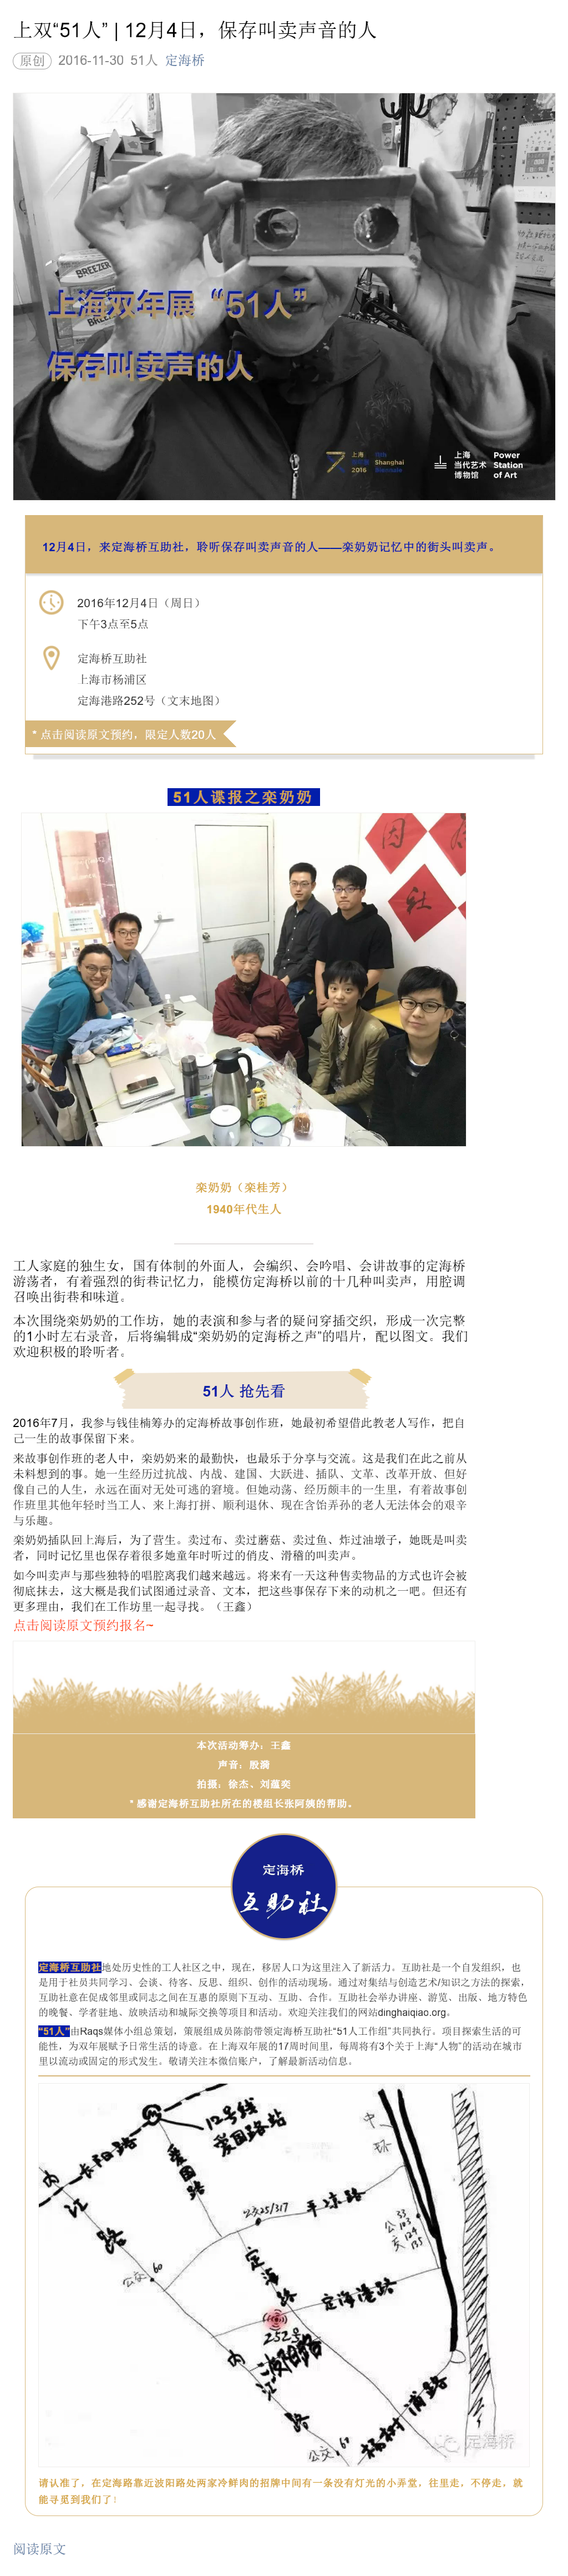 上双“51人” | 12月4日，保存叫卖声音的人
原创 2016-11-30 51人 定海桥
BREEZER
BREEZER
上海双年展 “51人”
保存叫卖声的人
上海
双年展
2016
11th
Shanghai
Biennale
上海
当代艺术
博物馆
Power
Station
of Art
12月4日，来定海桥互助社，聆听保存叫卖声音的人——栾奶奶记忆中的街头叫卖声。
2016年12月4日（周日）
下午3点至5点
定海桥互助社
上海市杨浦区
定海港路252号（文末地图）
* 点击阅读原文预约，限定人数20人
51人谍报之栾奶奶
社
栾奶奶（栾桂芳）
1940年代生人
工人家庭的独生女，国有体制的外面人，会编织、会吟唱、会讲故事的定海桥
游荡者，有着强烈的街巷记忆力，能模仿定海桥以前的十几种叫卖声，用腔调
召唤出街巷和味道。
本次围绕栾奶奶的工作坊，她的表演和参与者的疑问穿插交织，形成一次完整
的1小时左右录音，后将编辑成“栾奶奶的定海桥之声”的唱片，配以图文。我们
欢迎积极的聆听者。
51人 抢先看
2016年7月，我参与钱佳楠筹办的定海桥故事创作班，她最初希望借此教老人写作，把自
己一生的故事保留下来。
来故事创作班的老人中，栾奶奶来的最勤快，也最乐于分享与交流。这是我们在此之前从
未料想到的事。她一生经历过抗战、内战、建国、大跃进、插队、文革、改革开放、但好
像自己的人生，永远在面对无处可逃的窘境。但她动荡、经历颇丰的一生里，有着故事创
作班里其他年轻时当工人、来上海打拼、顺利退休、现在含饴弄孙的老人无法体会的艰辛
与乐趣。
栾奶奶插队回上海后，为了营生。卖过布、卖过蘑菇、卖过鱼、炸过油墩子，她既是叫卖
者，同时记忆里也保存着很多她童年时听过的俏皮、滑稽的叫卖声。
如今叫卖声与那些独特的唱腔离我们越来越远。将来有一天这种售卖物品的方式也许会被
彻底抹去，这大概是我们试图通过录音、文本，把这些事保存下来的动机之一吧。但还有
更多理由，我们在工作坊里一起寻找。（王鑫）
点击阅读原文预约报名~
本次活动筹办：王鑫
声音：殷漪
拍摄：徐杰、刘蕴奕
* 感谢定海桥互助社所在的楼组长张阿姨的帮助。
定海桥
互助社
定海桥互助社地处历史性的工人社区之中，现在，移居人口为这里注入了新活力。互助社是一个自发组织，也
是用于社员共同学习、会谈、待客、反思、组织、创作的活动现场。通过对集结与创造艺术/知识之方法的探索，
互助社意在促成邻里或同志之间在互惠的原则下互动、互助、合作。互助社会举办讲座、游览、出版、地方特色
的晚餐、学者驻地、放映活动和城际交换等项目和活动。欢迎关注我们的网站dinghaiqiao.org。
“51人”由Raqs媒体小组总策划，策展组成员陈韵带领定海桥互助社“51人工作组”共同执行。项目探索生活的可
能性，为双年展赋予日常生活的诗意。在上海双年展的17周时间里，每周将有3个关于上海“人物”的活动在城市
里以流动或固定的形式发生。敬请关注本微信账户，了解最新活动信息。
12号线
爱国路站
长阳路
爱国路
内江路
中环
22/25/317
平凉路
公交
33
103
124
135
公交 60
定海路
定海港路
252号
波阳路
内江路
公交 60
杨树浦路
定海桥
请认准了，在定海路靠近波阳路处两家冷鲜肉的招牌中间有一条没有灯光的小弄堂，往里走，不停走，就
能寻觅到我们了！
阅读原文